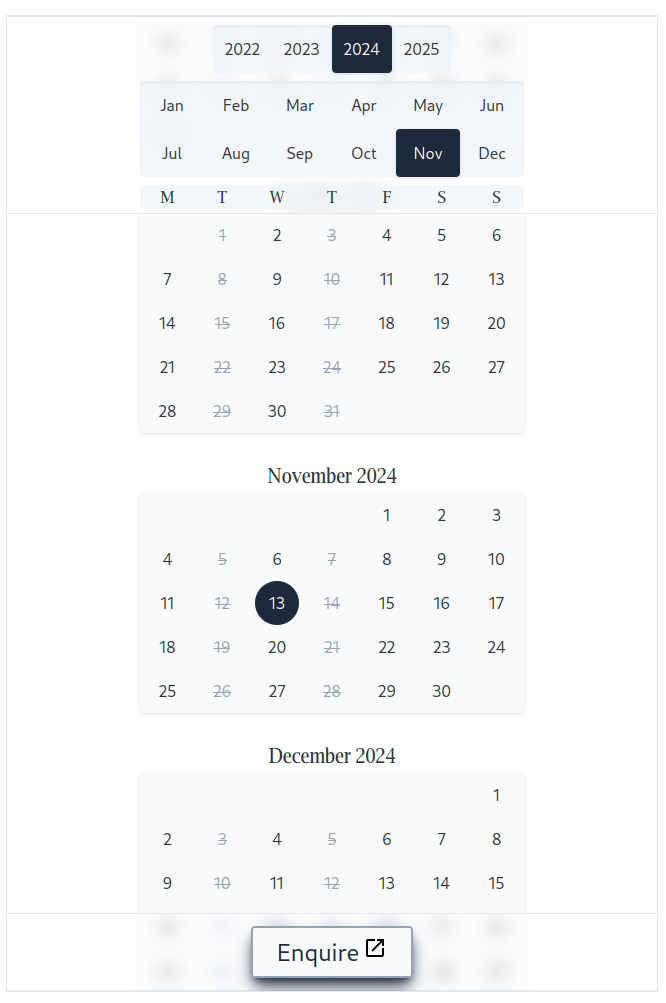 2022 2023 2024 2025
Jan Feb Mar Apr May Jun
Jul Aug Sep Oct Nov Dec
M T W T F S S
1 2 3 4 5 6
7 8 9 10 11 12 13
14 15 16 17 18 19 20
21 22 23 24 25 26 27
28 29 30 31
November 2024
1 2 3
4 5 6 7 8 9 10
11 12 13 14 15 16 17
18 19 20 21 22 23 24
25 26 27 28 29 30
December 2024
1
2 3 4 5 6 7 8
9 10 11 12 13 14 15
Enquire